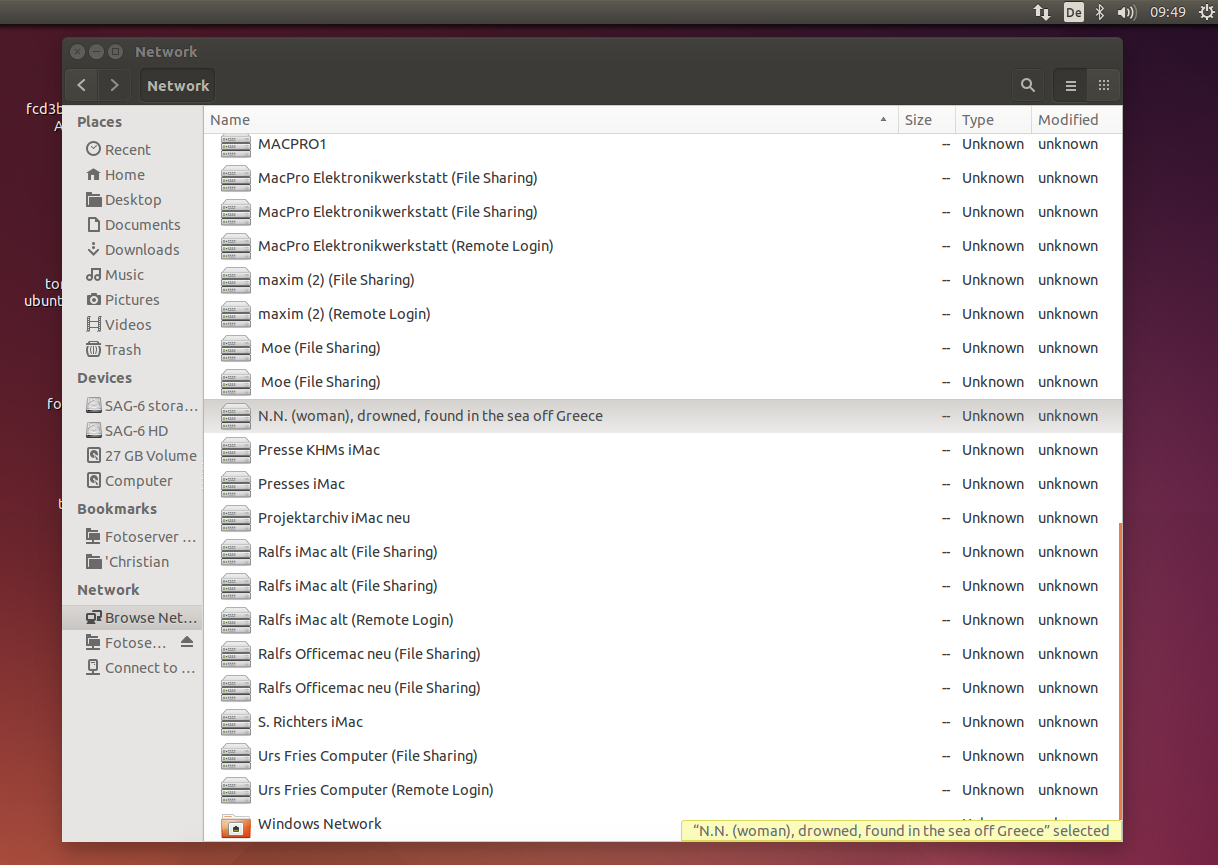 De 09:49
Network
Network
fcd3b
A
tor
ubunt
fo
t
Places
Recent
Home
Desktop
Documents
Downloads
Music
Pictures
Videos
Trash
Devices
SAG-6 stora...
SAG-6 HD
27 GB Volume
Computer
Bookmarks
Fotoserver ...
'Christian
Network
Browse Net...
Fotose...
Connect to ...
Name Size Type Modified
MACPRO1 -- Unknown unknown
MacPro Elektronikwerkstatt (File Sharing) -- Unknown unknown
MacPro Elektronikwerkstatt (File Sharing) -- Unknown unknown
MacPro Elektronikwerkstatt (Remote Login) -- Unknown unknown
maxim (2) (File Sharing) -- Unknown unknown
maxim (2) (Remote Login) -- Unknown unknown
Moe (File Sharing) -- Unknown unknown
Moe (File Sharing) -- Unknown unknown
N.N. (woman), drowned, found in the sea off Greece -- Unknown unknown
Presse KHMs iMac -- Unknown unknown
Presses iMac -- Unknown unknown
Projektarchiv iMac neu -- Unknown unknown
Ralfs iMac alt (File Sharing) -- Unknown unknown
Ralfs iMac alt (File Sharing) -- Unknown unknown
Ralfs iMac alt (Remote Login) -- Unknown unknown
Ralfs Officemac neu (File Sharing) -- Unknown unknown
Ralfs Officemac neu (File Sharing) -- Unknown unknown
S. Richters iMac -- Unknown unknown
Urs Fries Computer (File Sharing) -- Unknown unknown
Urs Fries Computer (Remote Login) -- Unknown unknown
Windows Network
“N.N. (woman), drowned, found in the sea off Greece” selected